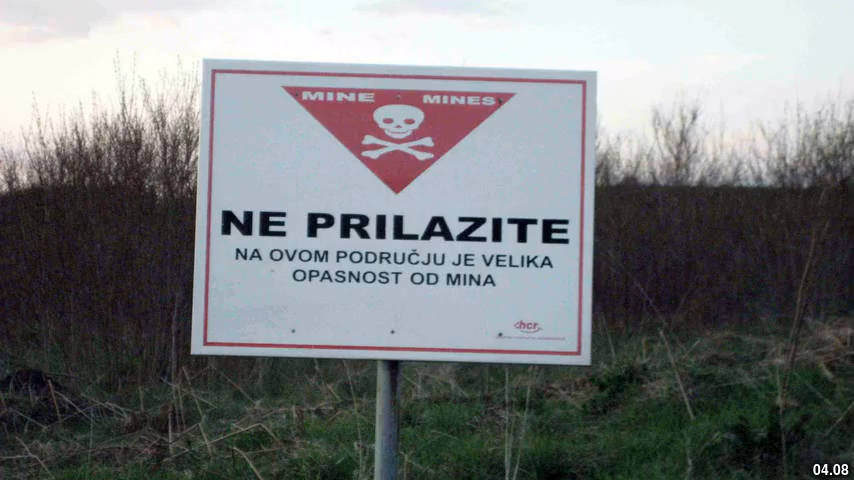 MINE MINES
NE PRILAZITE
NA OVOM PODRUČJU JE VELIKA
OPASNOST OD MINA
hcr
04.08